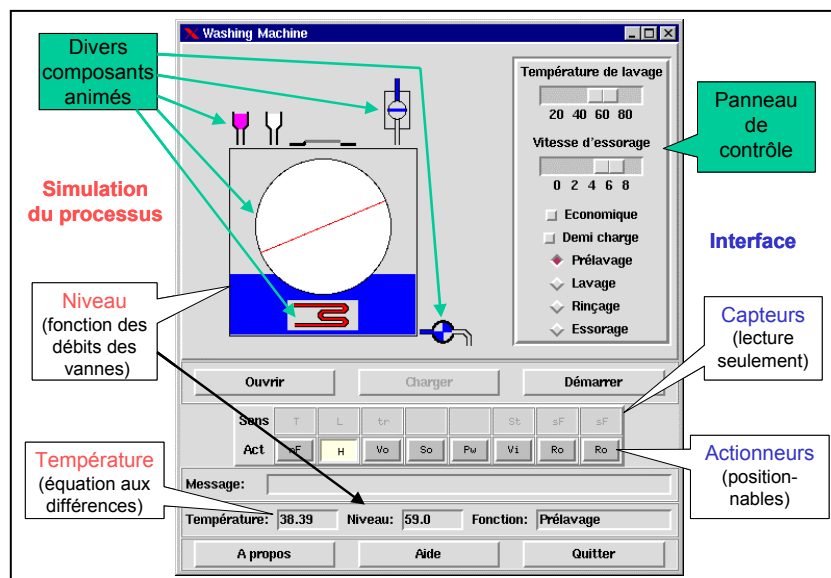 Washing Machine
Divers
composants
animés
Simulation
du processus
Niveau
(fonction des
débits des
vannes)
Température
(équation aux
différences)
Température de lavage
20 40 60 80
Vitesse d'essorage
0 2 4 6 8
Economique
Demi charge
Prélavage
Lavage
Rinçage
Essorage
Panneau
de
contrôle
Interface
Capteurs
(lecture
seulement)
Actionneurs
(position-
nables)
Ouvrir Charger Démarrer
Sens T L tr St sF sF
Act mF H Vo So Pw Vi Ro Ro
Message:
Température: 38.39 Niveau: 59.0 Fonction: Prélavage
A propos Aide Quitter